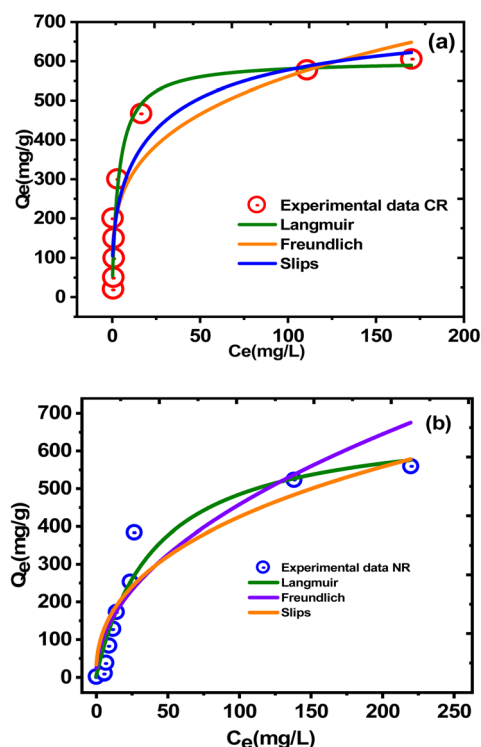 (a)
700
600
500
400
300
200
100
0
Qe(mg/g)
Experimental data CR
Langmuir
Freundlich
Slips
0 50 100 150 200
Ce(mg/L)
(b)
700
600
500
400
300
200
100
0
Qe(mg/g)
Experimental data NR
Langmuir
Freundlich
Slips
0 50 100 150 200 250
Ce(mg/L)